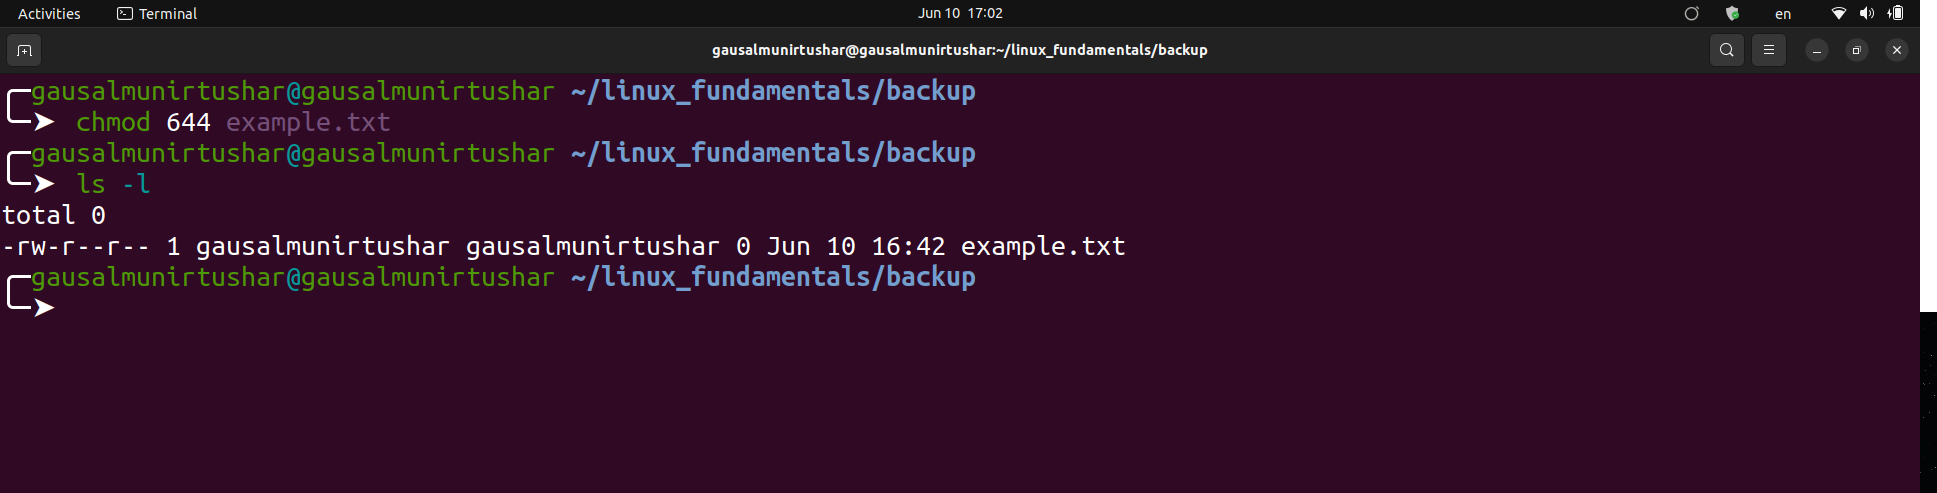 Activities Terminal Jun 10 17:02 en
gausalmunirtushar@gausalmunirtushar:~/linux_fundamentals/backup
gausalmunirtushar@gausalmunirtushar ~/linux_fundamentals/backup
chmod 644 example.txt
gausalmunirtushar@gausalmunirtushar ~/linux_fundamentals/backup
ls -l
total 0
-rw-r--r-- 1 gausalmunirtushar gausalmunirtushar 0 Jun 10 16:42 example.txt
gausalmunirtushar@gausalmunirtushar ~/linux_fundamentals/backup